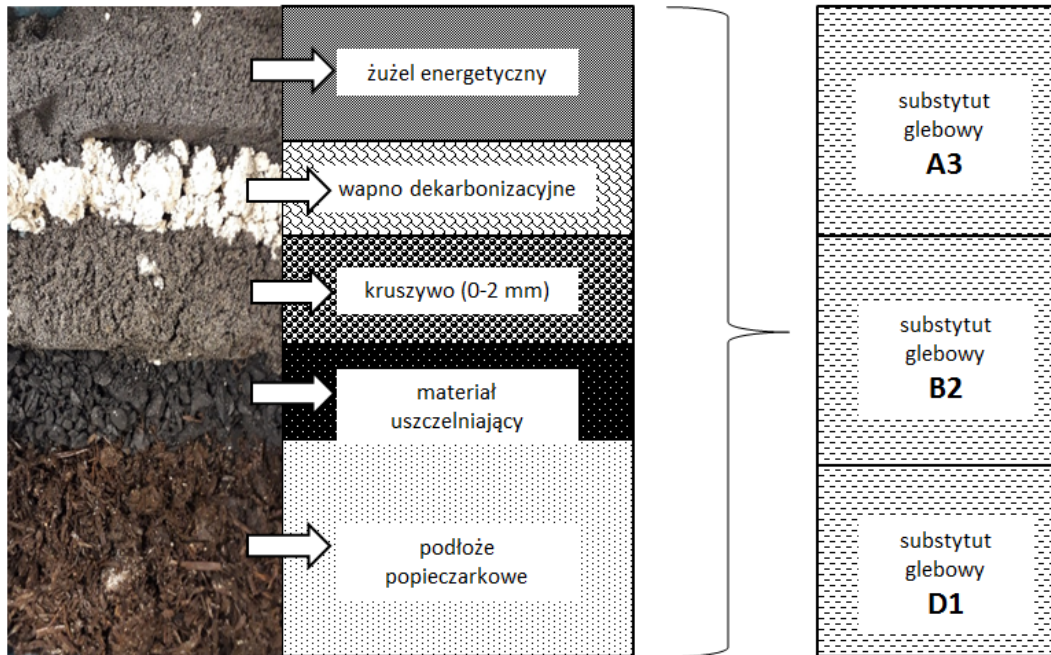 żużel energetyczny
wapno dekarbonizacyjne
kruszywo (0-2 mm)
materiał
uszczelniający
podłoże
popieczarkowe
substytut
glebowy
A3
substytut
glebowy
B2
substytut
glebowy
D1